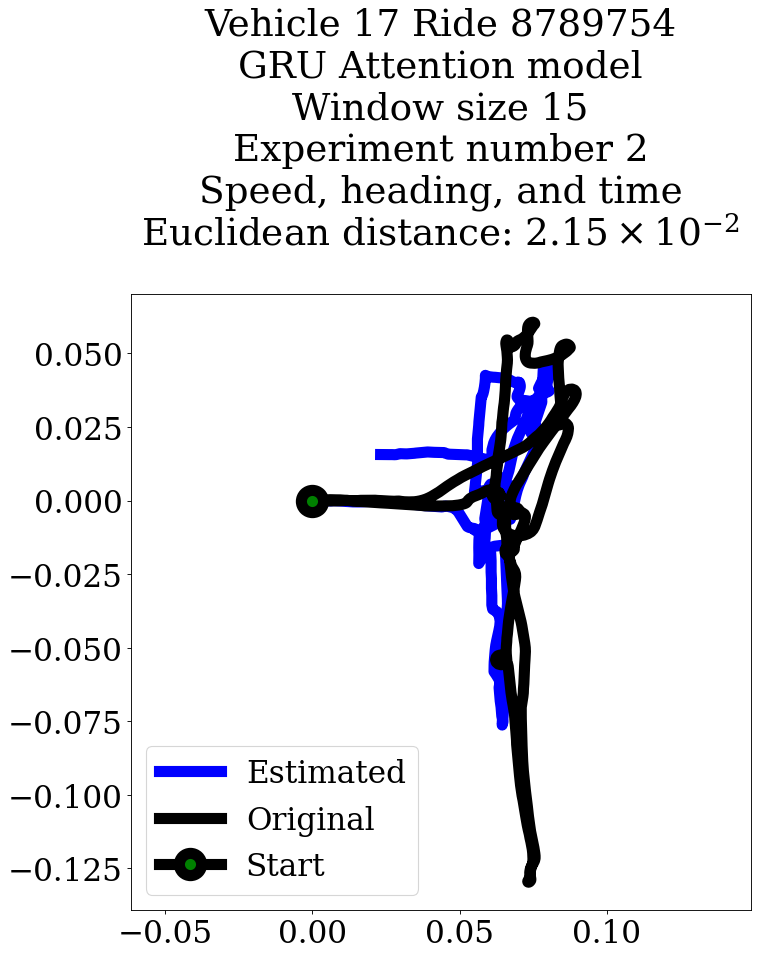 Vehicle 17 Ride 8789754
GRU Attention model
Window size 15
Experiment number 2
Speed, heading, and time
Euclidean distance: 2.15 × 10⁻²
0.050
0.025
0.000
−0.025
−0.050
−0.075
−0.100
−0.125
Estimated
Original
Start
−0.05 0.00 0.05 0.10